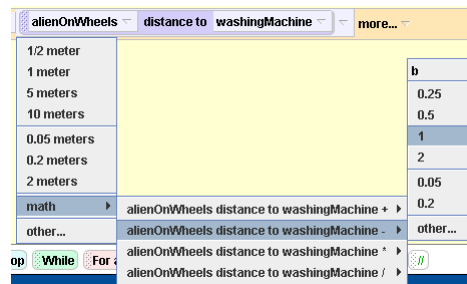 alienOnWheels distance to washingMachine more...
1/2 meter
1 meter
5 meters
10 meters
0.05 meters
0.2 meters
2 meters
math
other...
alienOnWheels distance to washingMachine +
alienOnWheels distance to washingMachine -
alienOnWheels distance to washingMachine *
alienOnWheels distance to washingMachine /
b
0.25
0.5
1
2
0.05
0.2
other...
op While For a //